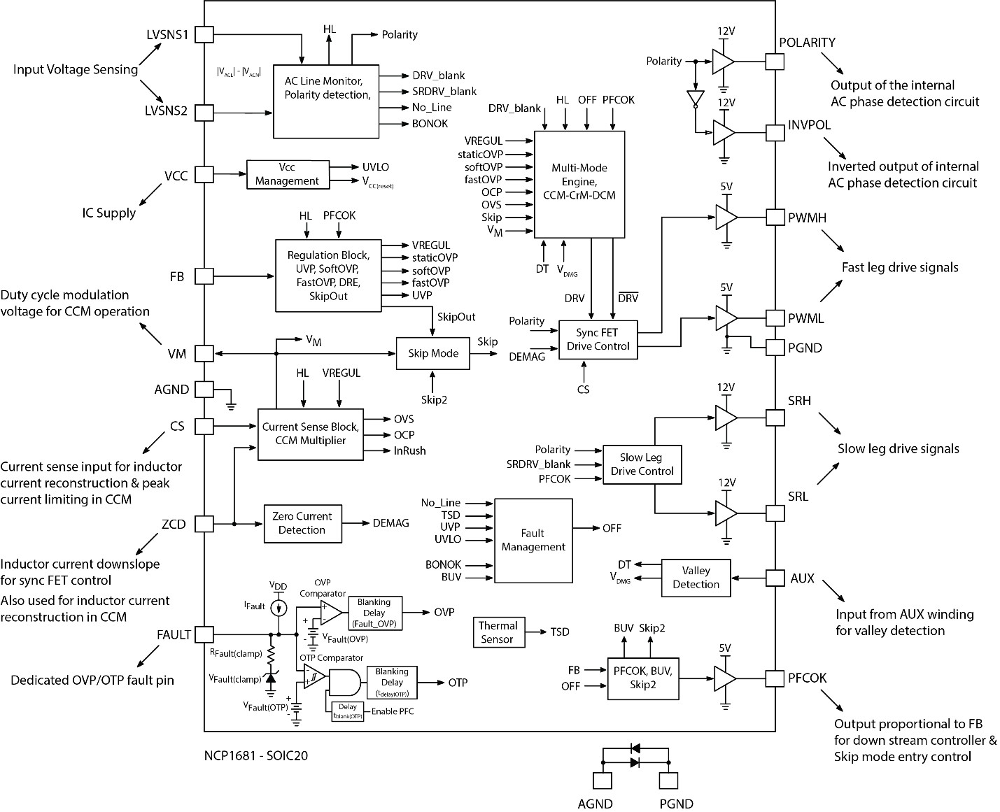 LVSNS1
Input Voltage Sensing
LVSNS2
|VACL| - |VACN|
HL
Polarity
AC Line Monitor,
Polarity detection,
DRV_blank
SRDRV_blank
No_Line
BONOK
VCC
IC Supply
Vcc
Management
UVLO
VCC(reset)
HL
PFCOK
FB
Regulation Block,
UVP, SoftOVP,
FastOVP, DRE,
SkipOut
VREGUL
staticOVP
softOVP
fastOVP
UVP
SkipOut
Duty cycle modulation
voltage for CCM operation
VM
VM
Skip Mode
Skip
Skip2
AGND
HL
VREGUL
CS
Current Sense Block,
CCM Multiplier
OVS
OCP
InRush
Current sense input for inductor
current reconstruction & peak
current limiting in CCM
ZCD
Zero Current
Detection
DEMAG
Inductor current downslope
for sync FET control
Also used for inductor current
reconstruction in CCM
FAULT
Dedicated OVP/OTP fault pin
VDD
IFault
OVP
Comparator
+
-
+
-
VFault(OVP)
Blanking
Delay
(Fault_OVP)
OVP
RFault(clamp)
VFault(clamp)
OTP Comparator
-
+
+
-
VFault(OTP)
Blanking
Delay
(tdelay(OTP))
OTP
Delay
tblank(OTP)
Enable PFC
DRV_blank
HL
OFF
PFCOK
VREGUL
staticOVP
softOVP
fastOVP
OCP
OVS
Skip
VM
Multi-Mode
Engine,
CCM-CrM-DCM
DT
VDMG
DRV
DRV
Polarity
DEMAG
Sync FET
Drive Control
CS
Polarity
SRDRV_blank
PFCOK
Slow Leg
Drive Control
No_Line
TSD
UVP
UVLO
BONOK
BUV
Fault
Management
OFF
DT
VDMG
Valley
Detection
Thermal
Sensor
TSD
BUV
Skip2
FB
OFF
PFCOK, BUV,
Skip2
5V
Polarity
12V
12V
5V
5V
12V
12V
POLARITY
Output of the internal
AC phase detection circuit
INVPOL
Inverted output of internal
AC phase detection circuit
PWMH
Fast leg drive signals
PWML
PGND
SRH
Slow leg drive signals
SRL
AUX
Input from AUX winding
for valley detection
PFCOK
Output proportional to FB
for down stream controller &
Skip mode entry control
NCP1681 - SOIC20
AGND
PGND